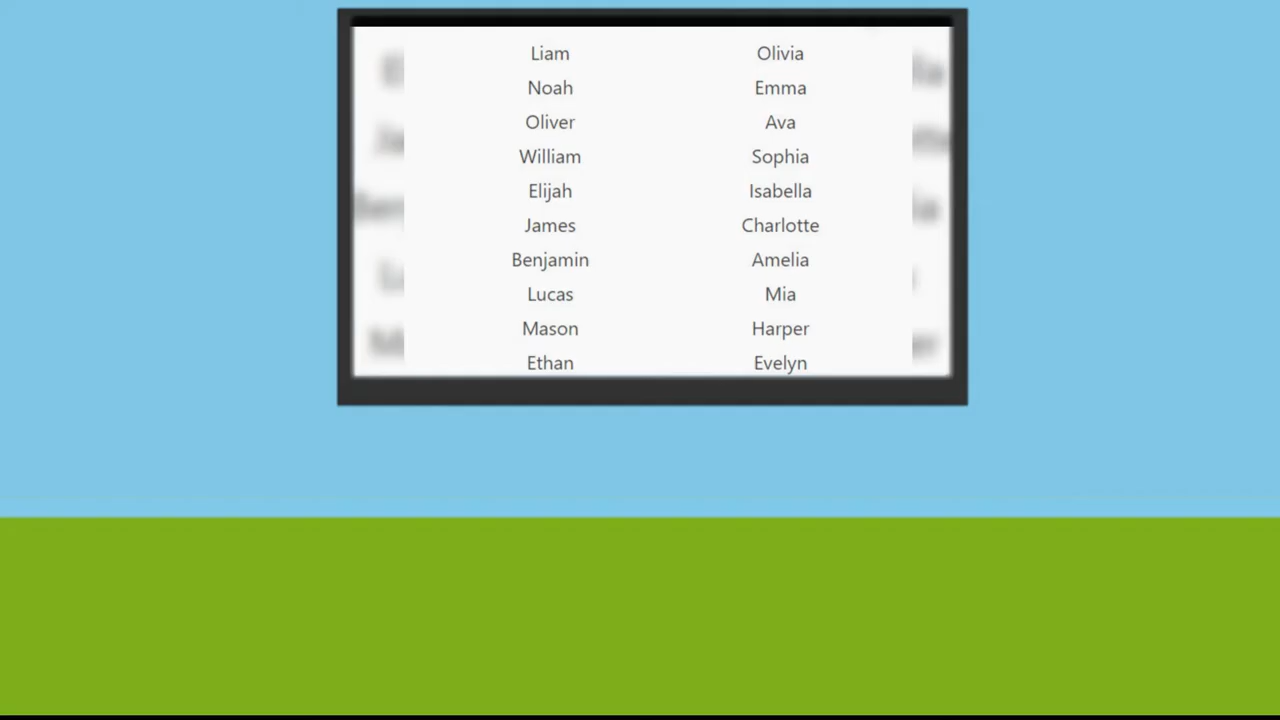 Liam Olivia
Noah Emma
Oliver Ava
William Sophia
Elijah Isabella
James Charlotte
Benjamin Amelia
Lucas Mia
Mason Harper
Ethan Evelyn